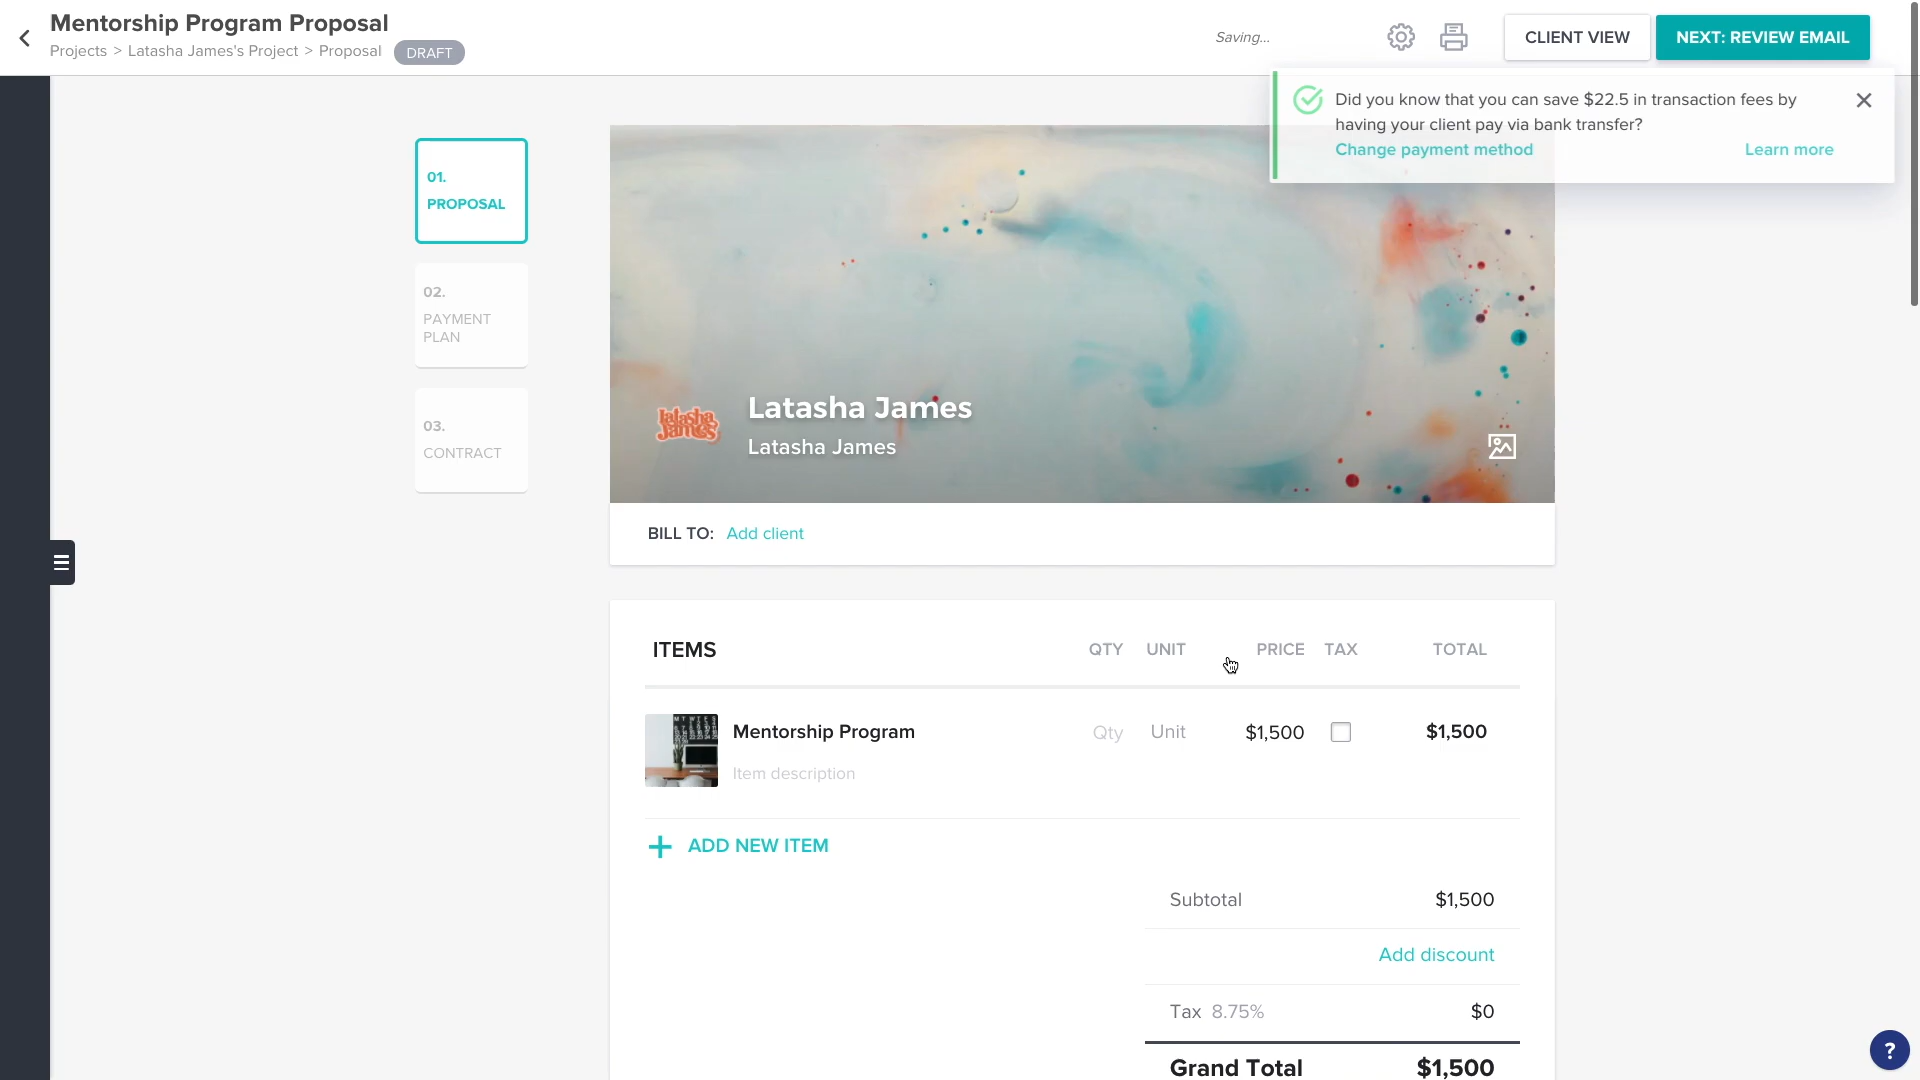 Mentorship Program Proposal
Projects > Latasha James's Project > Proposal DRAFT
Saving...
CLIENT VIEW
NEXT: REVIEW EMAIL
Did you know that you can save $22.5 in transaction fees by
having your client pay via bank transfer?
Change payment method Learn more
01.
PROPOSAL
02.
PAYMENT
PLAN
03.
CONTRACT
latasha
James
Latasha James
Latasha James
BILL TO: Add client
ITEMS QTY UNIT PRICE TAX TOTAL
Mentorship Program Qty Unit $1,500 $1,500
Item description
ADD NEW ITEM
Subtotal $1,500
Add discount
Tax 8.75% $0
Grand Total $1,500
?